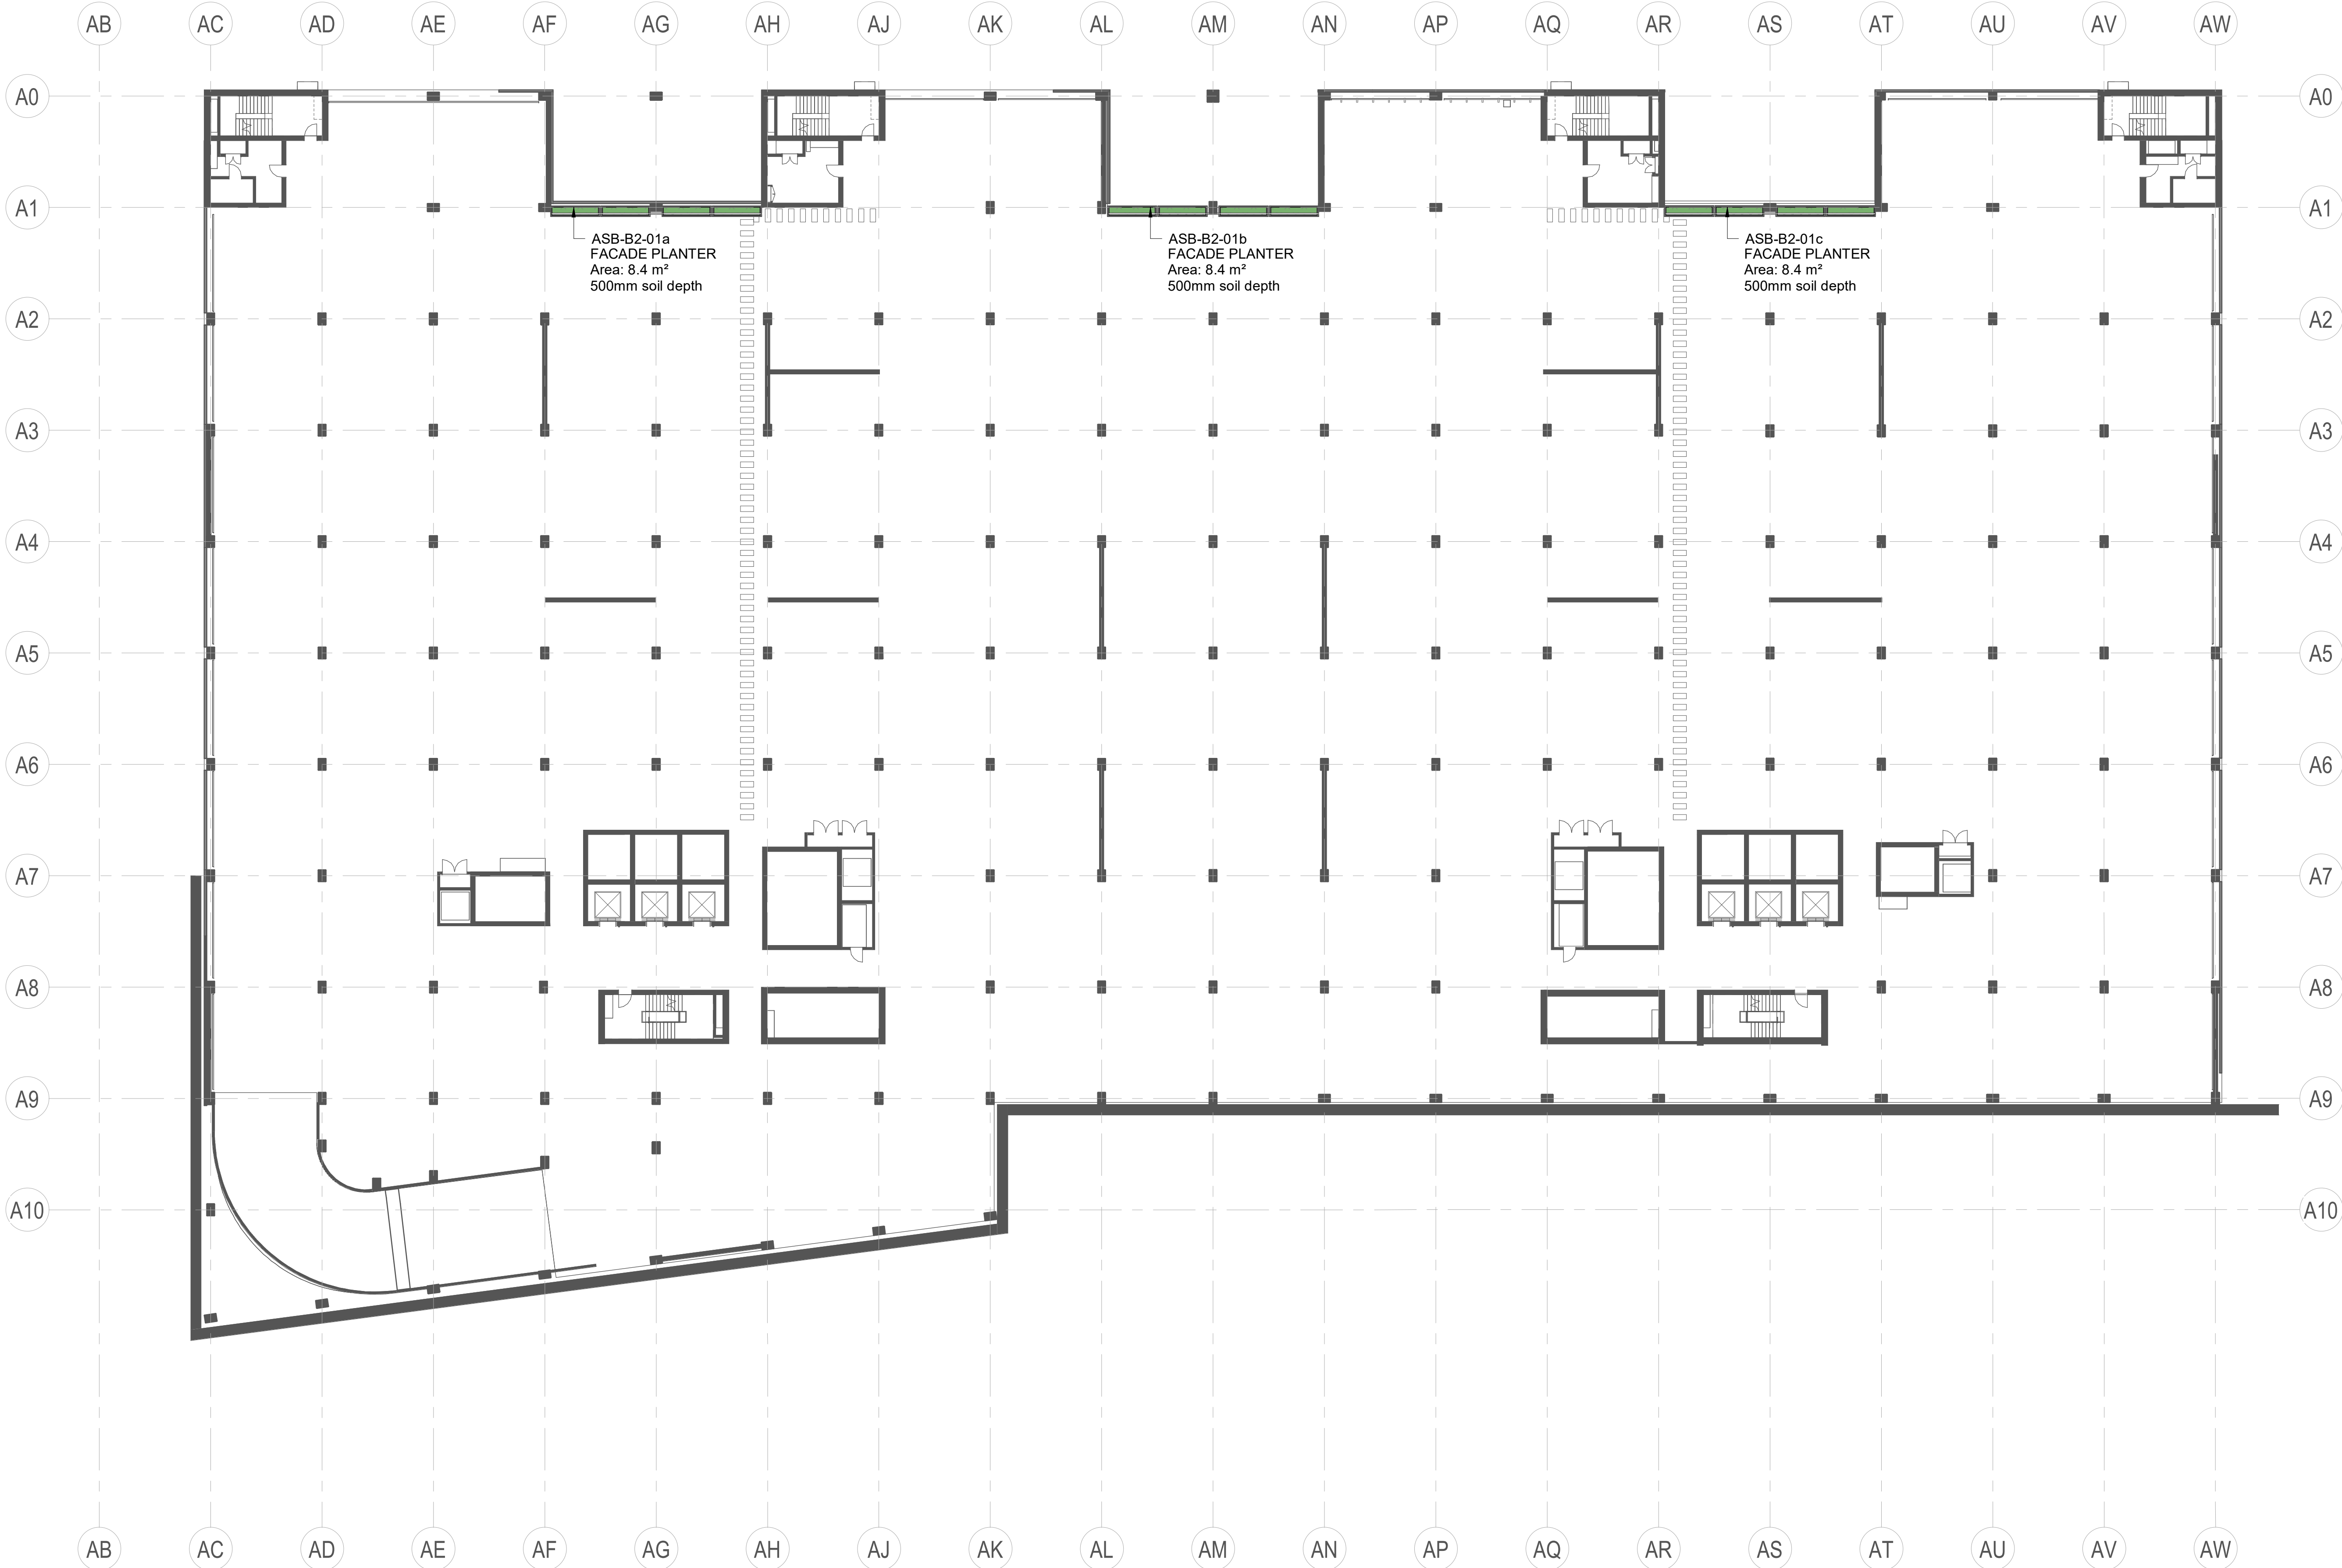 AB AC AD AE AF AG AH AJ AK AL AM AN AP AQ AR AS AT AU AV AW
A0 A0
A1 A1
ASB-B2-01a
FACADE PLANTER
Area: 8.4 m²
500mm soil depth
ASB-B2-01b
FACADE PLANTER
Area: 8.4 m²
500mm soil depth
ASB-B2-01c
FACADE PLANTER
Area: 8.4 m²
500mm soil depth
A2 A2
A3 A3
A4 A4
A5 A5
A6 A6
A7 A7
A8 A8
A9 A9
A10 A10
AB AC AD AE AF AG AH AJ AK AL AM AN AP AQ AR AS AT AU AV AW